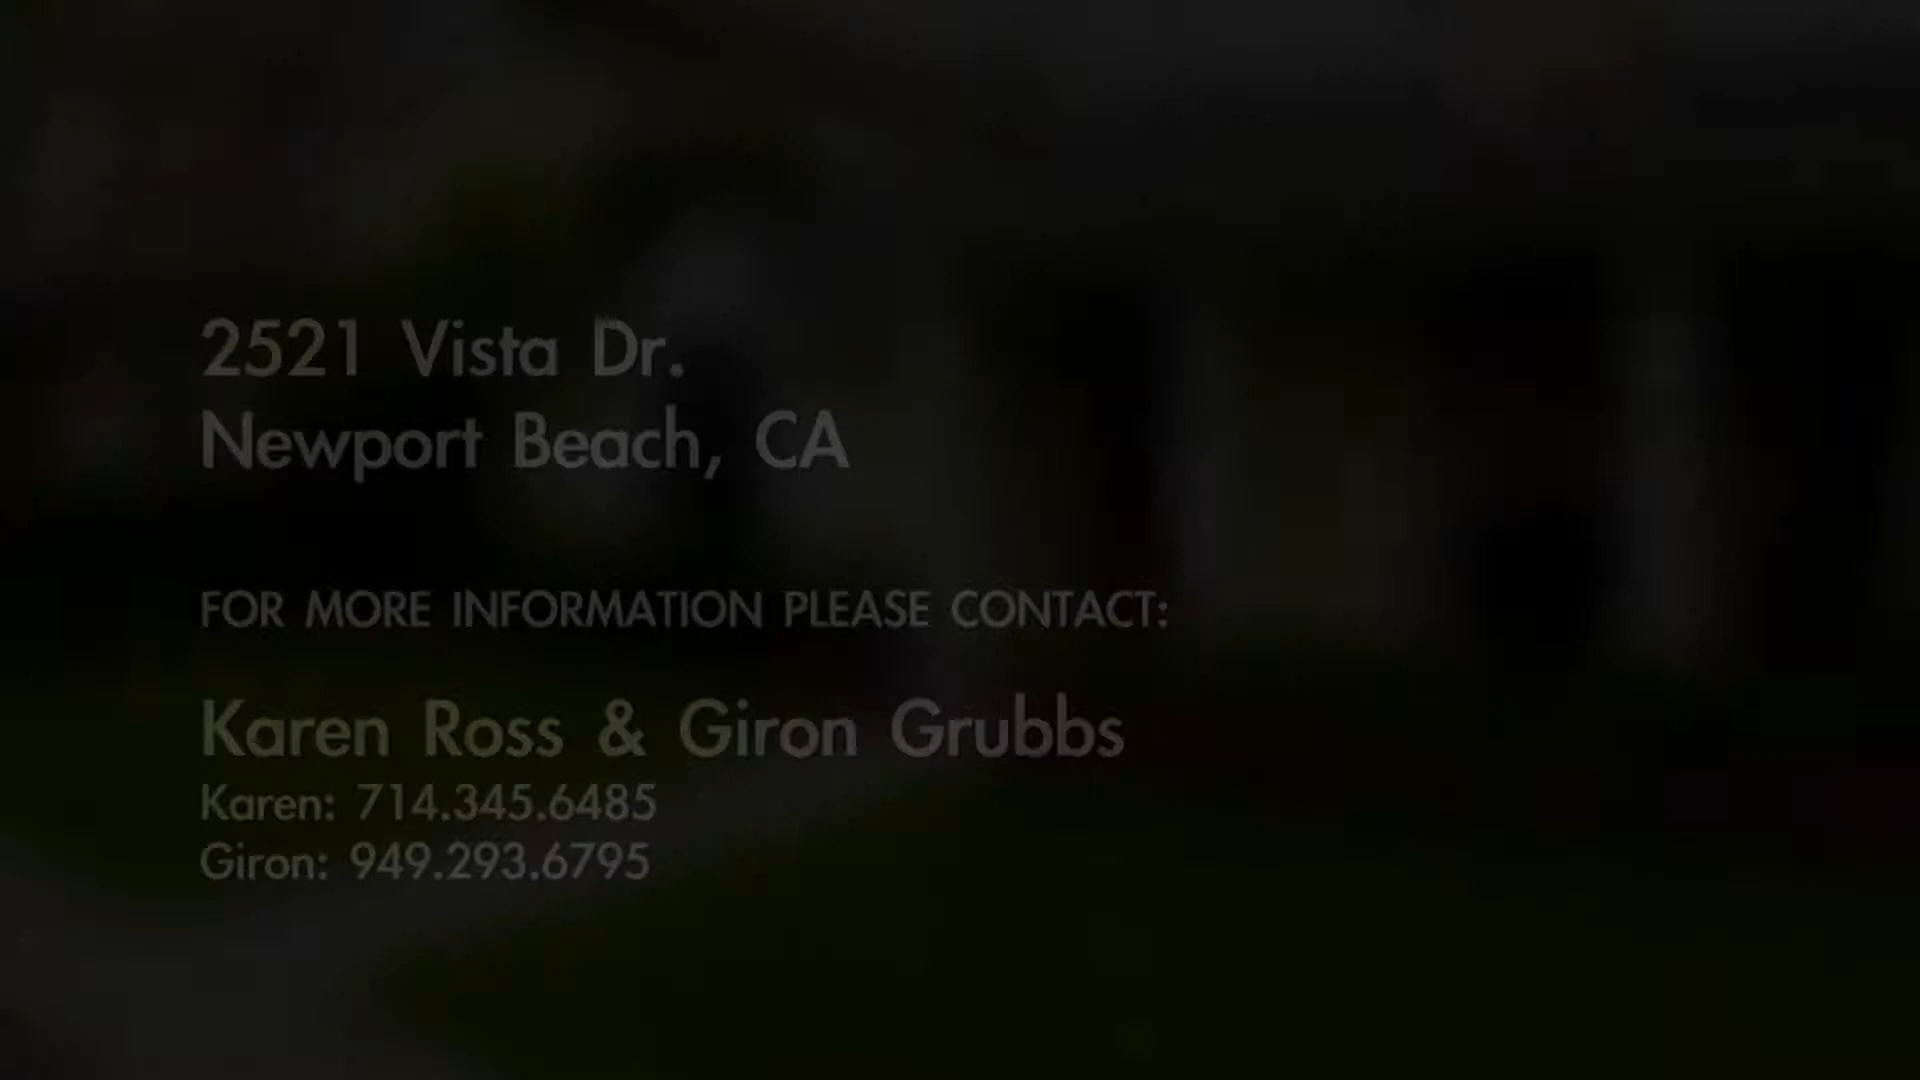 2521 Vista Dr.
Newport Beach, CA
FOR MORE INFORMATION PLEASE CONTACT:
Karen Ross & Giron Grubbs
Karen: 714.345.6485
Giron: 949.293.6795